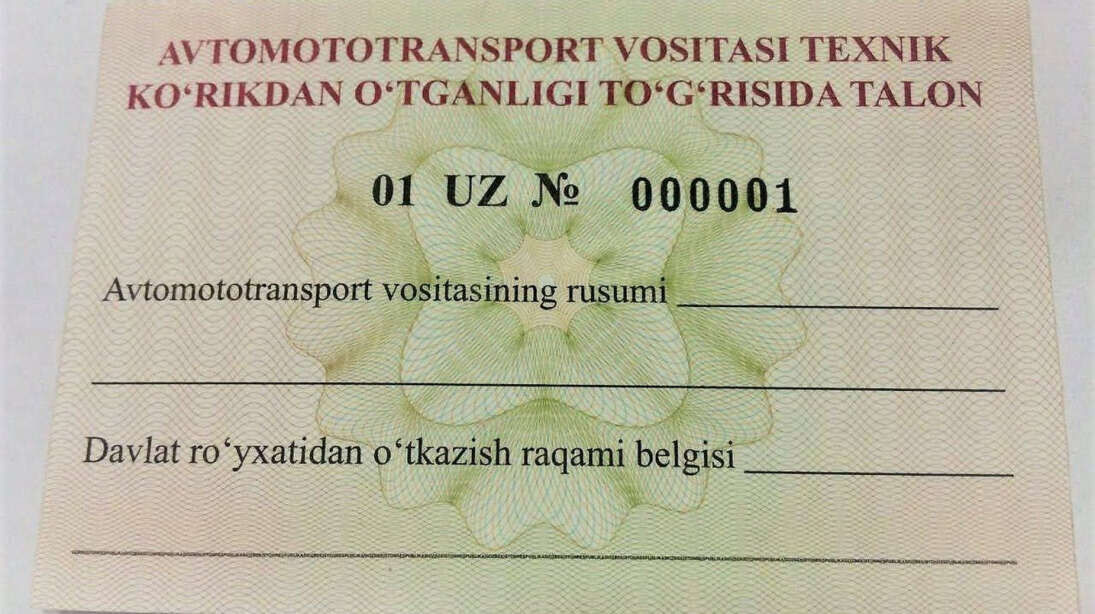 AVTOMOTOTRANSPORT VOSITASI TEXNIK
KO‘RIKDAN O‘TGANLIGI TO‘G‘RISIDA TALON
01 UZ № 000001
Avtomototransport vositasining rusumi
Davlat ro‘yxatidan o‘tkazish raqami belgisi